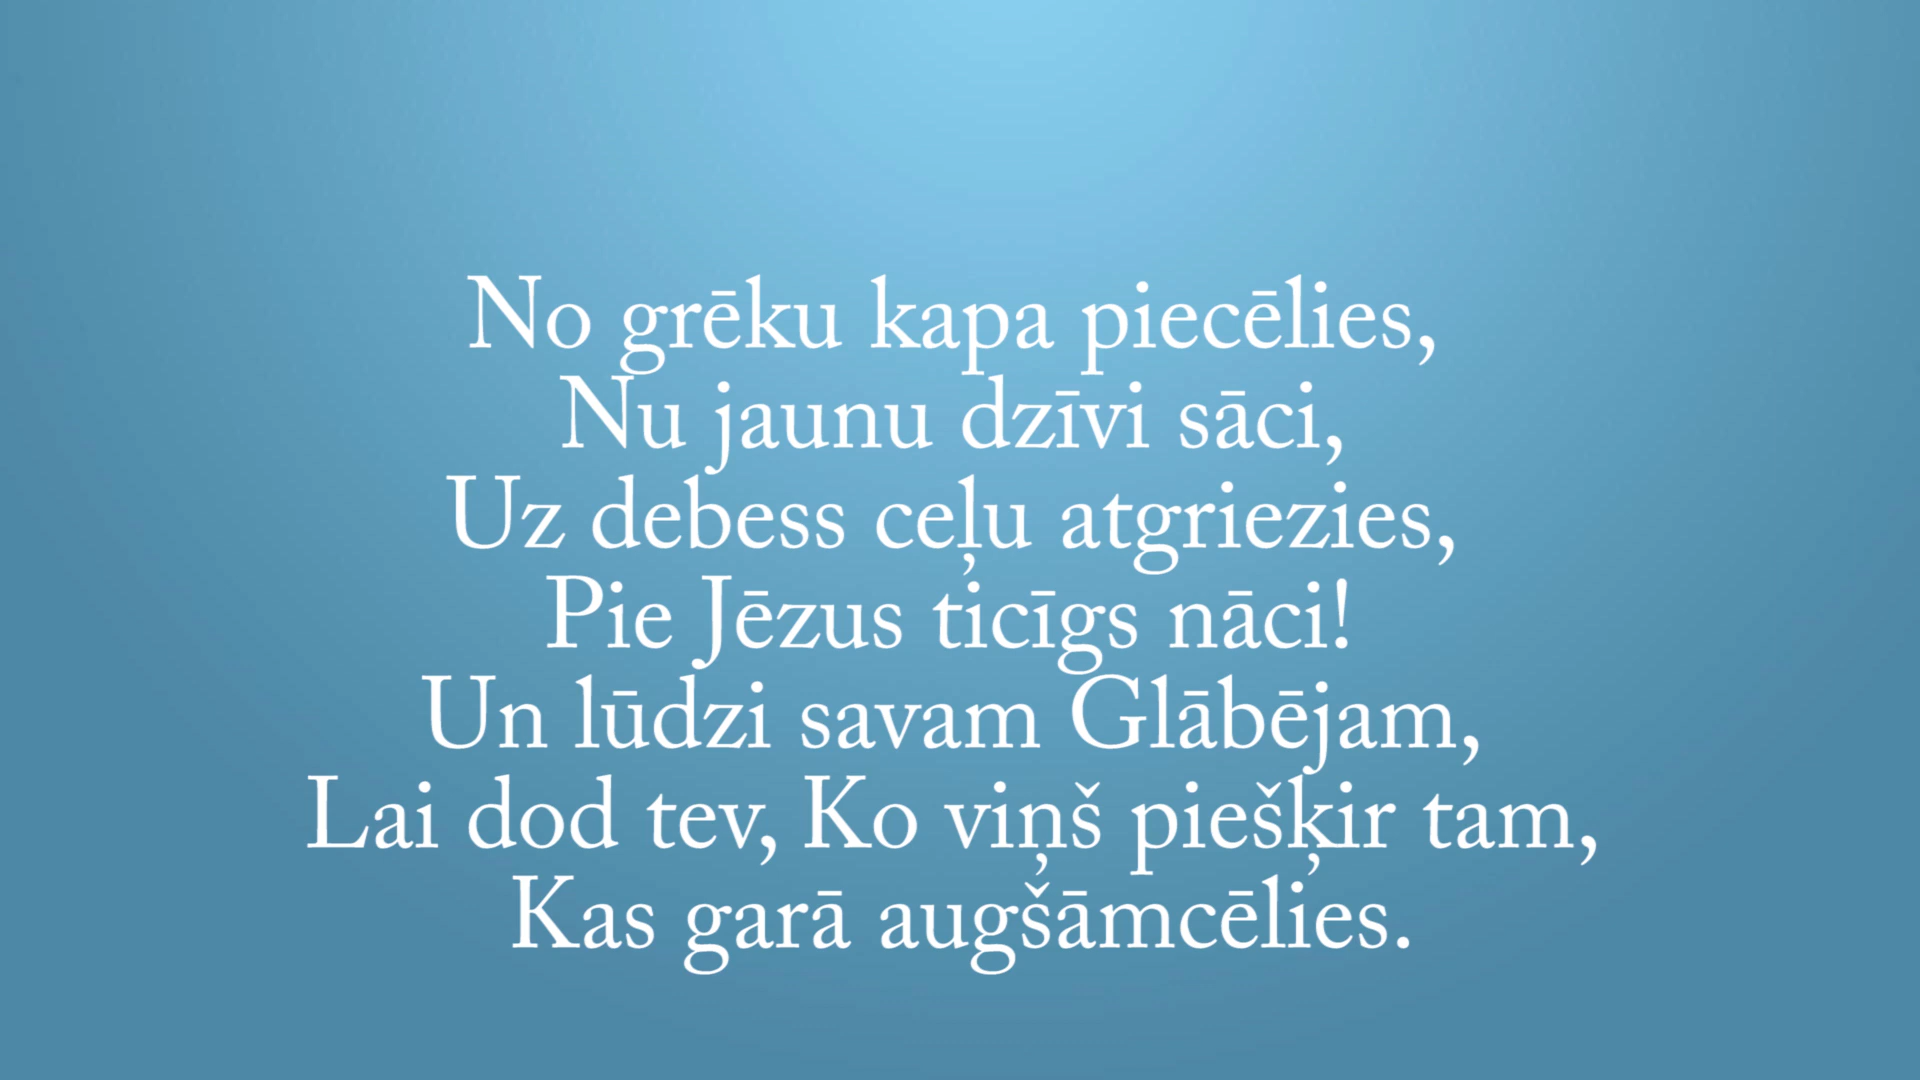 No grēku kapa piecēlies,
Nu jaunu dzīvi sāci,
Uz debess ceļu atgriezies,
Pie Jēzus ticīgs nāci!
Un lūdzi savam Glābējam,
Lai dod tev, Ko viņš piešķir tam,
Kas garā augšāmcēlies.